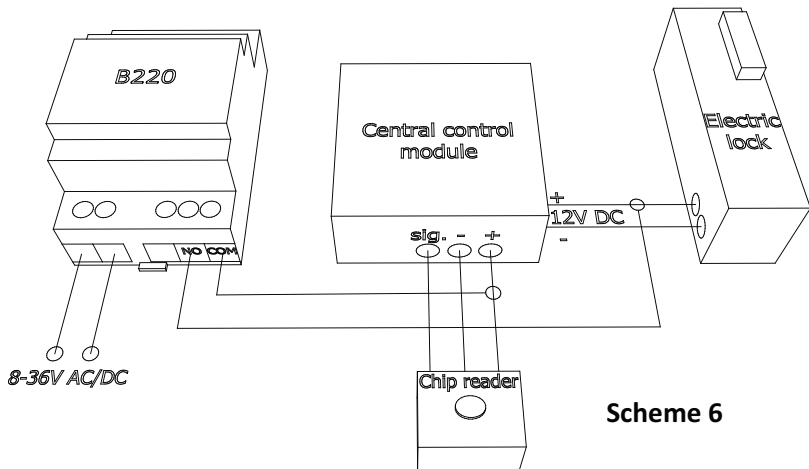 B220
Central control
module
Electric
lock
+
12V DC
-
sig. - +
NO COM
8-36V AC/DC
Chip reader
Scheme 6